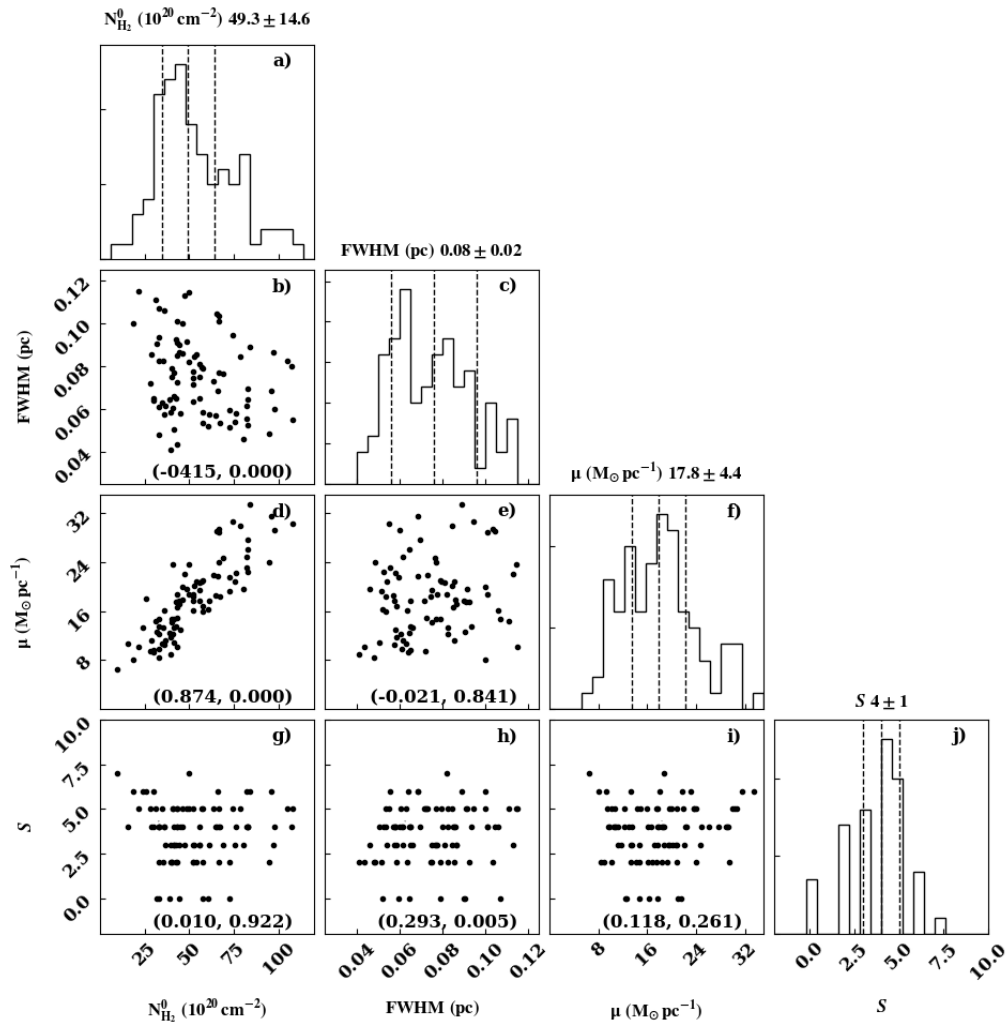 N⁰_H₂ (10²⁰ cm⁻²) 49.3 ± 14.6
a)
FWHM (pc) 0.08 ± 0.02
0.12
0.10
0.08
0.06
0.04
FWHM (pc)
b)
(-0415, 0.000)
c)
μ (M⊙ pc⁻¹) 17.8 ± 4.4
32
24
16
8
μ (M⊙ pc⁻¹)
d)
(0.874, 0.000)
e)
(-0.021, 0.841)
f)
S 4 ± 1
10.0
7.5
5.0
2.5
0.0
S
g)
(0.010, 0.922)
h)
(0.293, 0.005)
i)
(0.118, 0.261)
j)
25 50 75 100
0.04 0.06 0.08 0.10 0.12
8 16 24 32
0.0 2.5 5.0 7.5 10.0
N⁰_H₂ (10²⁰ cm⁻²)
FWHM (pc)
μ (M⊙ pc⁻¹)
S